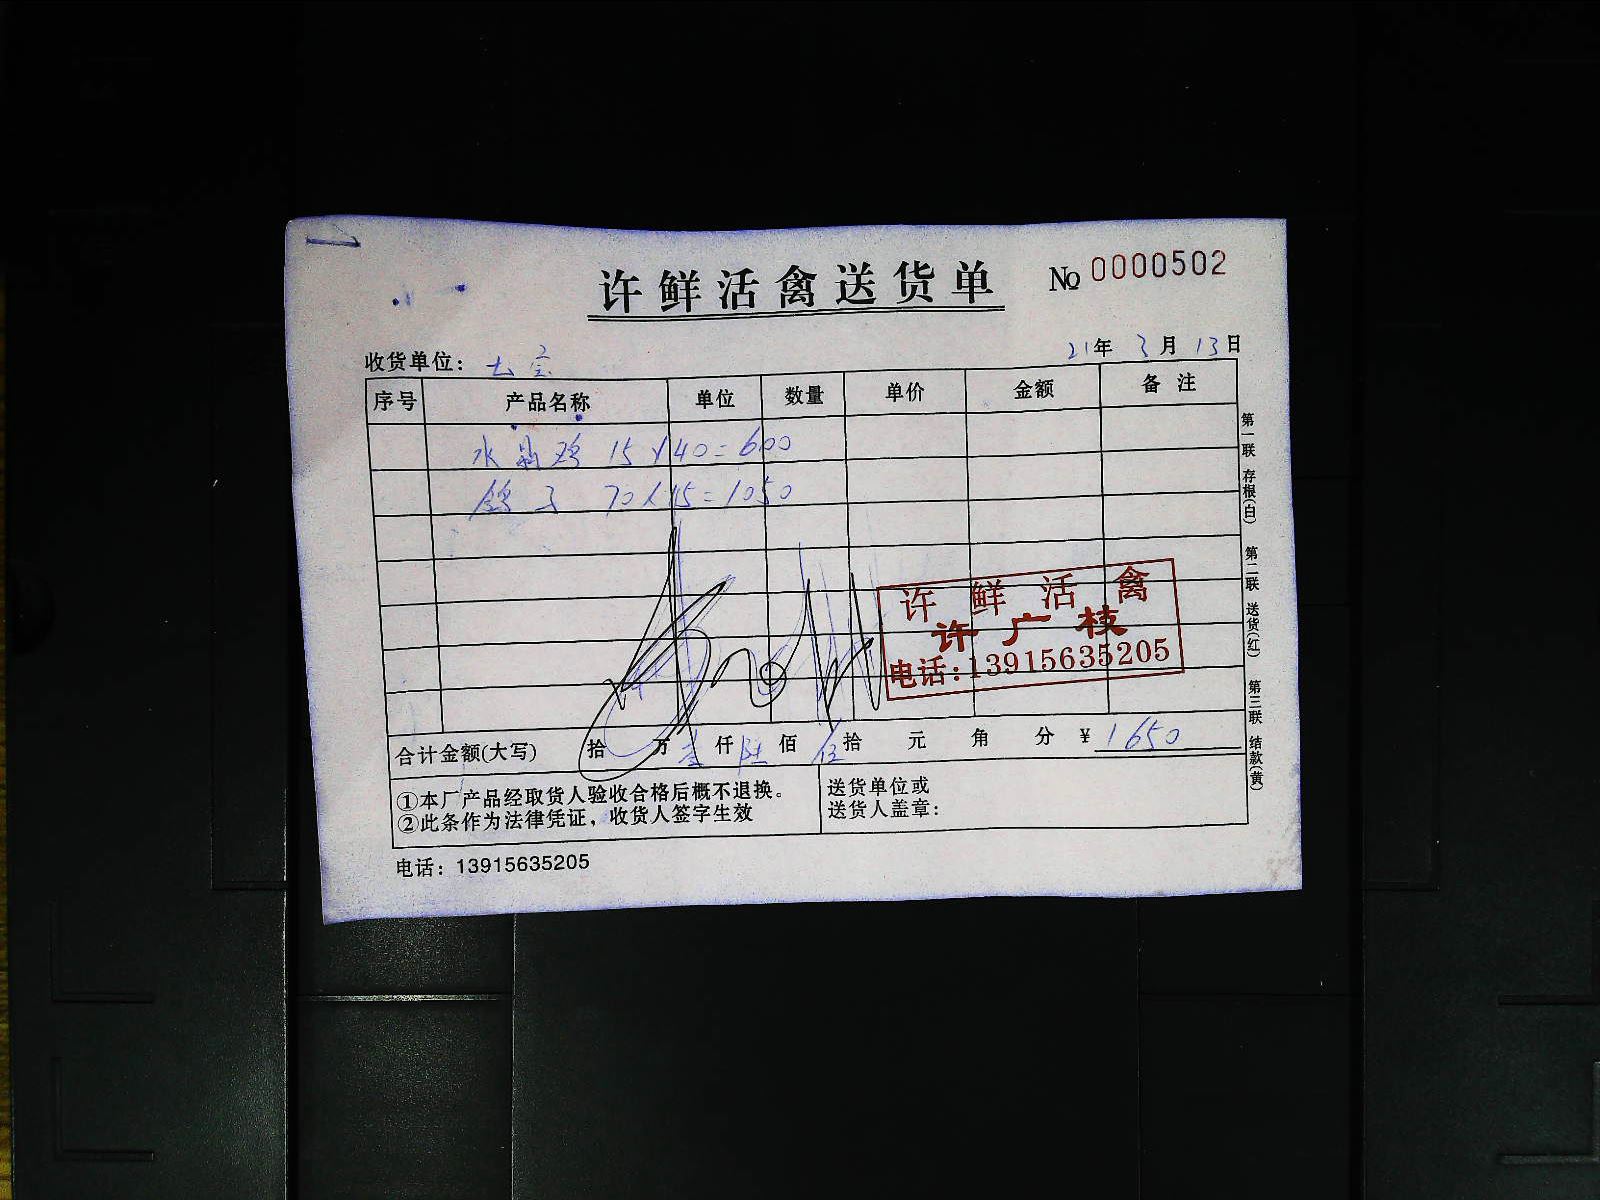 许鲜活禽送货单
No 0000502
收货单位：
21年 3月 13日
序号 产品名称 单位 数量 单价 金额 备注
水晶鸡 15×40=600
鸽子 70×15=1050
许鲜活禽
许广枝
电话:13915635205
合计金额(大写) 拾 万 壹 仟 陆 佰 伍 拾 元 角 分 ¥ 1650
①本厂产品经取货人验收合格后概不退换。
②此条作为法律凭证，收货人签字生效
送货单位或
送货人盖章：
电话：13915635205
第一联 存根(白) 第二联 送货(红) 第三联 结款(黄)